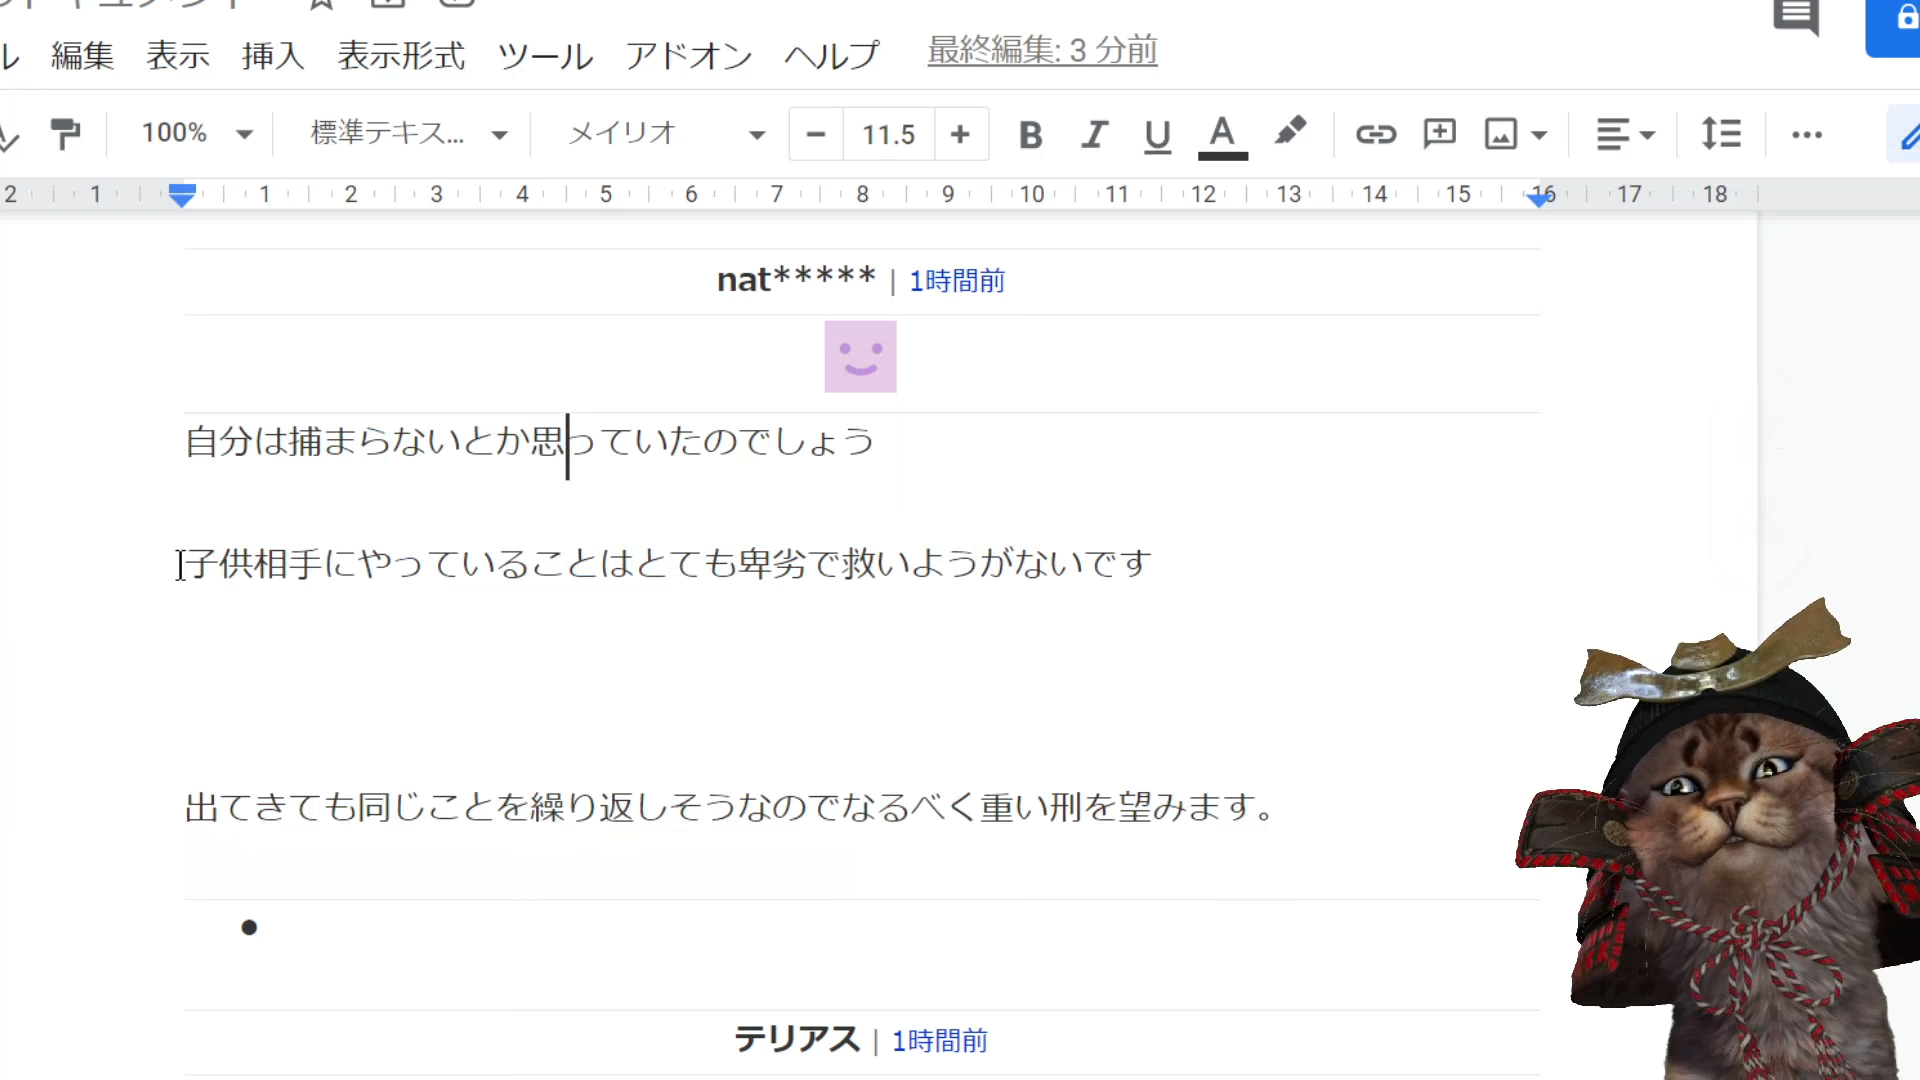 編集 表示 挿入 表示形式 ツール アドオン ヘルプ 最終編集: 3 分前
100% 標準テキス... メイリオ 11.5
2 1 1 2 3 4 5 6 7 8 9 10 11 12 13 14 15 16 17 18
nat***** | 1時間前
自分は捕まらないとか思っていたのでしょう
子供相手にやっていることはとても卑劣で救いようがないです
出てきても同じことを繰り返しそうなのでなるべく重い刑を望みます。
テリアス | 1時間前